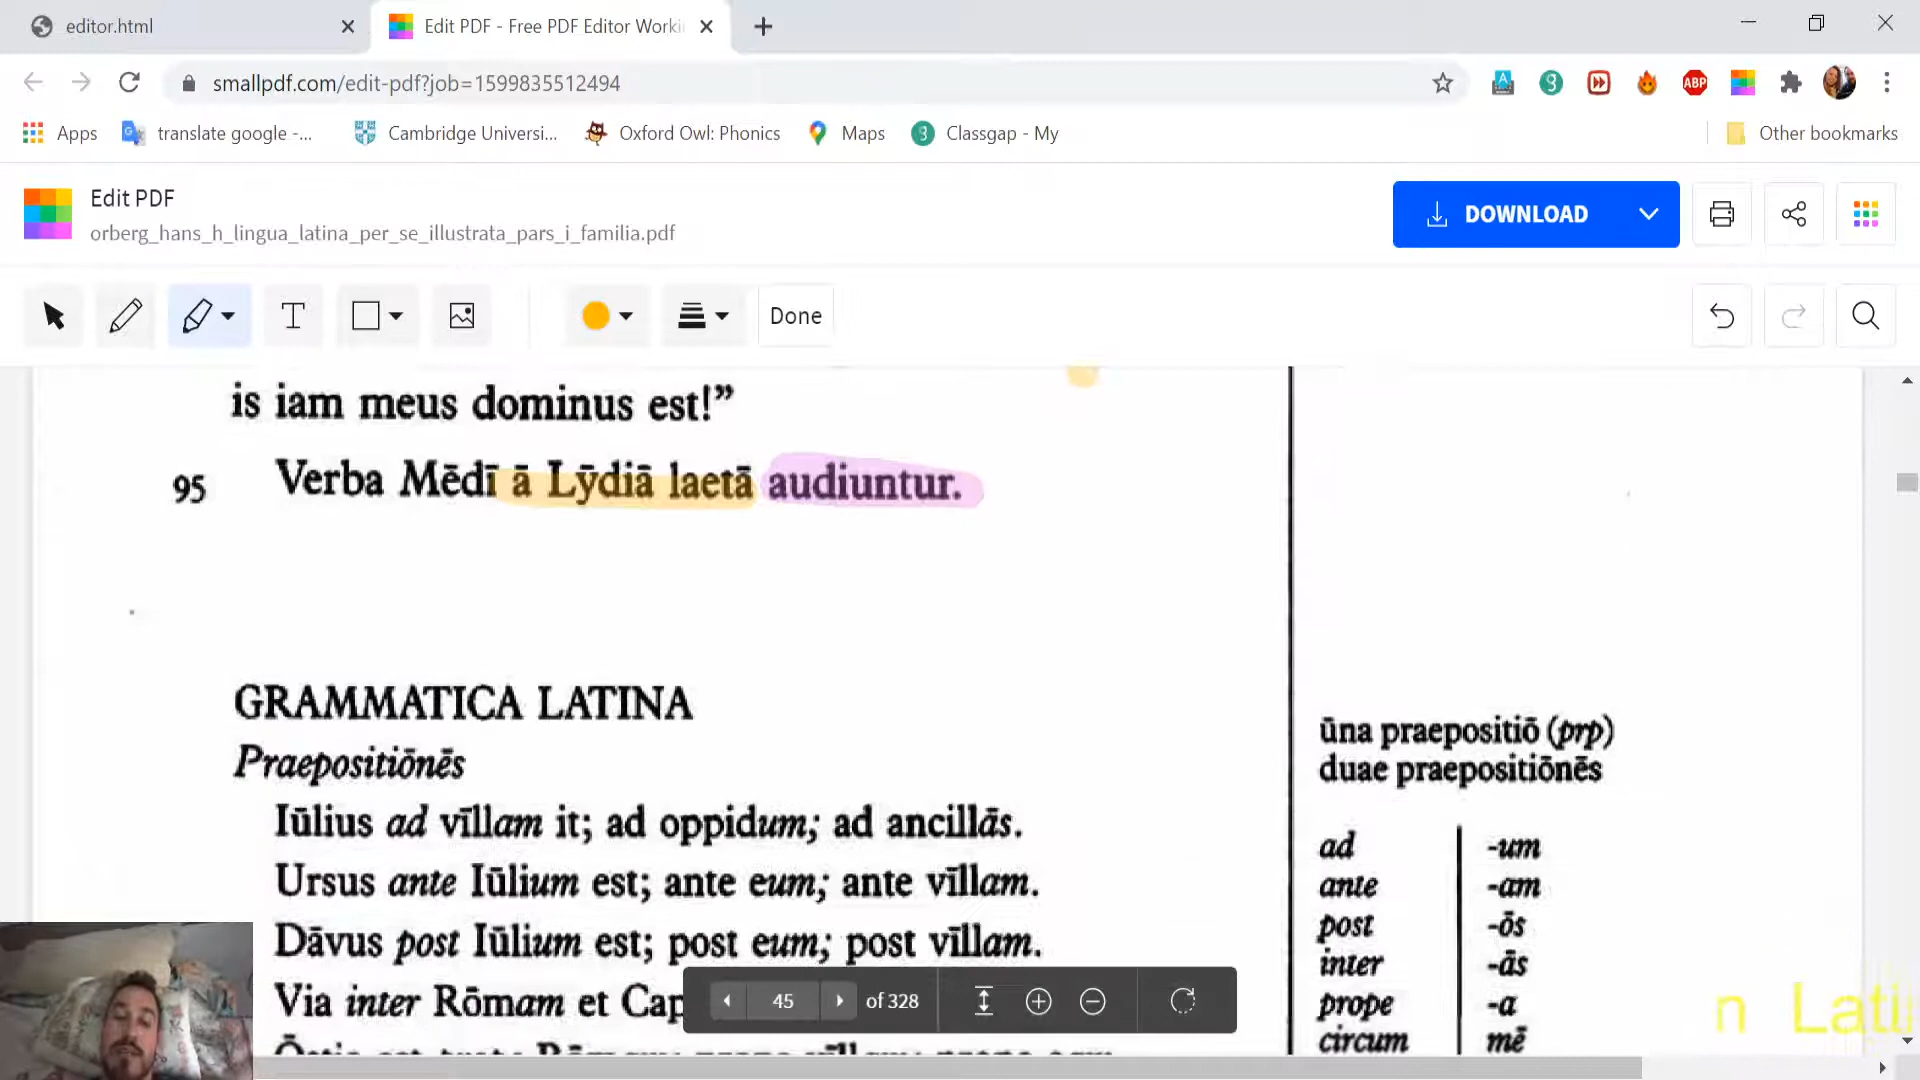 editor.html
Edit PDF - Free PDF Editor Worki
smallpdf.com/edit-pdf?job=1599835512494
ABP
Apps
translate google -...
Cambridge Universi...
Oxford Owl: Phonics
Maps
Classgap - My
Other bookmarks
Edit PDF
orberg_hans_h_lingua_latina_per_se_illustrata_pars_i_familia.pdf
DOWNLOAD
Done
is iam meus dominus est!”
95 Verba Mēdī ā Lȳdiā laetā audiuntur.
GRAMMATICA LATINA
Praepositiōnēs
Iūlius ad vīllam it; ad oppidum; ad ancillās.
Ursus ante Iūlium est; ante eum; ante vīllam.
Dāvus post Iūlium est; post eum; post vīllam.
Via inter Rōmam et Cap
ūna praepositiō (prp)
duae praepositiōnēs
ad -um
ante -am
post -ōs
inter -ās
prope -a
circum mē
45 of 328
n Lati